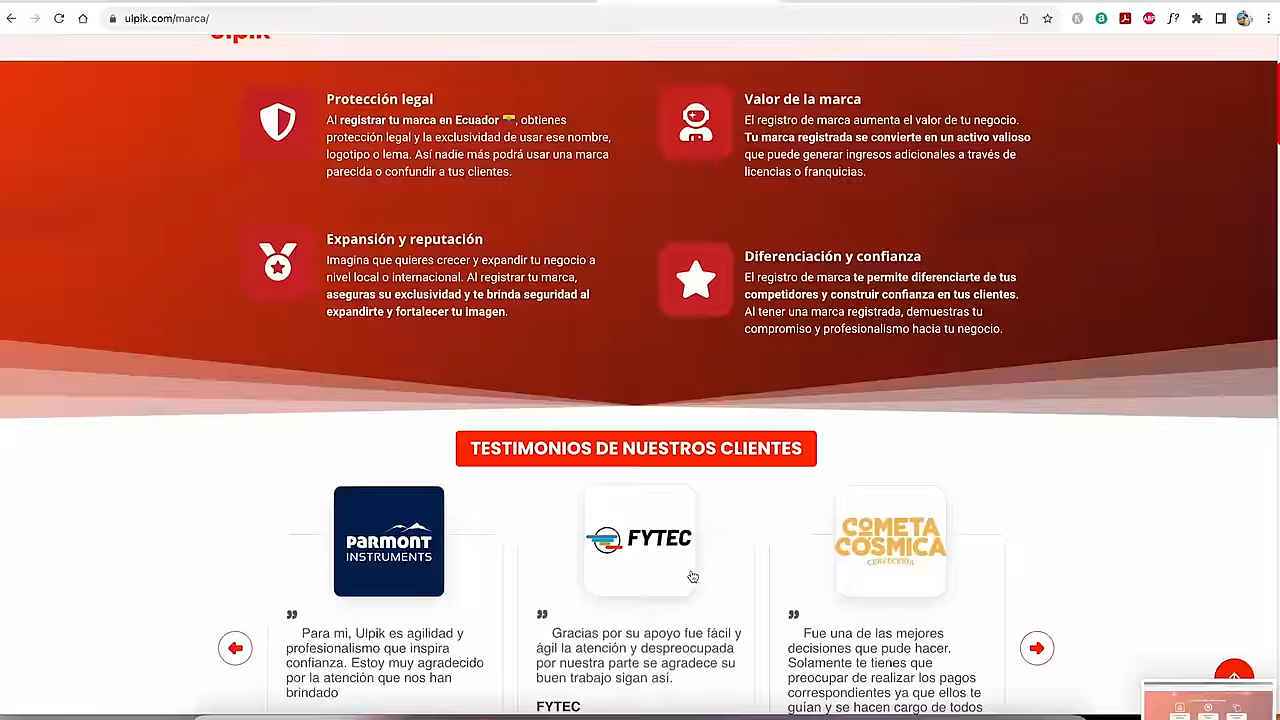 ulpik.com/marca/
Ulpik
Protección legal
Al registrar tu marca en Ecuador 🇪🇨, obtienes
protección legal y la exclusividad de usar ese nombre,
logotipo o lema. Así nadie más podrá usar una marca
parecida o confundir a tus clientes.
Valor de la marca
El registro de marca aumenta el valor de tu negocio.
Tu marca registrada se convierte en un activo valioso
que puede generar ingresos adicionales a través de
licencias o franquicias.
Expansión y reputación
Imagina que quieres crecer y expandir tu negocio a
nivel local o internacional. Al registrar tu marca,
aseguras su exclusividad y te brinda seguridad al
expandirte y fortalecer tu imagen.
Diferenciación y confianza
El registro de marca te permite diferenciarte de tus
competidores y construir confianza en tus clientes.
Al tener una marca registrada, demuestras tu
compromiso y profesionalismo hacia tu negocio.
TESTIMONIOS DE NUESTROS CLIENTES
PARMONT
INSTRUMENTS
” Para mi, Ulpik es agilidad y
profesionalismo que inspira
confianza. Estoy muy agradecido
por la atención que nos han
brindado
FYTEC
” Gracias por su apoyo fue fácil y
ágil la atención y despreocupada
por nuestra parte se agradece su
buen trabajo sigan así.
FYTEC
COMETA
COSMICA
CERVECERIA
” Fue una de las mejores
decisiones que pude hacer.
Solamente te tienes que
preocupar de realizar los pagos
correspondientes ya que ellos te
guían y se hacen cargo de todos